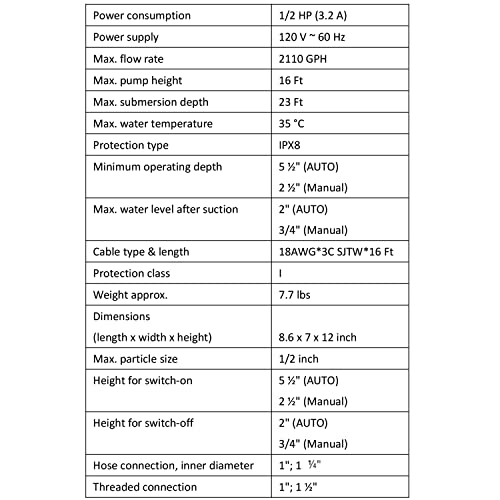 Power consumption 1/2 HP (3.2 A)
Power supply 120 V ~ 60 Hz
Max. flow rate 2110 GPH
Max. pump height 16 Ft
Max. submersion depth 23 Ft
Max. water temperature 35 °C
Protection type IPX8
Minimum operating depth 5 ½" (AUTO)
2 ½" (Manual)
Max. water level after suction 2" (AUTO)
3/4" (Manual)
Cable type & length 18AWG*3C SJTW*16 Ft
Protection class I
Weight approx. 7.7 lbs
Dimensions
(length x width x height) 8.6 x 7 x 12 inch
Max. particle size 1/2 inch
Height for switch-on 5 ½" (AUTO)
2 ½" (Manual)
Height for switch-off 2" (AUTO)
3/4" (Manual)
Hose connection, inner diameter 1"; 1 ¼"
Threaded connection 1"; 1 ½"